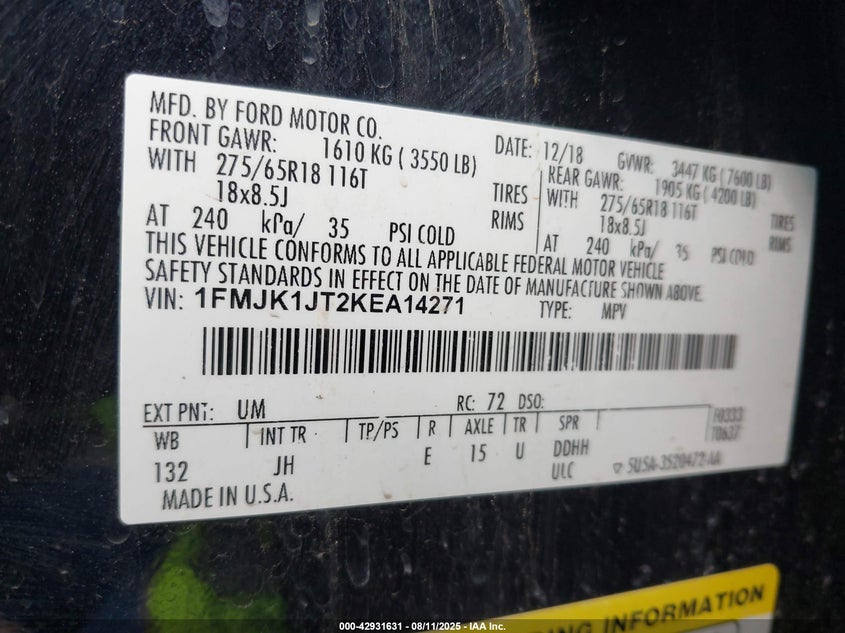 MFD. BY FORD MOTOR CO. DATE: 12/18 GVWR: 3447 KG ( 7600 LB)
FRONT GAWR: 1610 KG ( 3550 LB) REAR GAWR: 1905 KG ( 4200 LB)
WITH 275/65R18 116T TIRES WITH 275/65R18 116T TIRES
18x8.5J RIMS 18x8.5J RIMS
AT 240 kPa/ 35 PSI COLD AT 240 kPa/ 35 PSI COLD
THIS VEHICLE CONFORMS TO ALL APPLICABLE FEDERAL MOTOR VEHICLE
SAFETY STANDARDS IN EFFECT ON THE DATE OF MANUFACTURE SHOWN ABOVE.
VIN: 1FMJK1JT2KEA14271 TYPE: MPV
EXT PNT: UM RC: 72 DSO: F0333
WB INT TR TP/PS R AXLE TR SPR T0637
132 JH E 15 U DDHH
ULC 5U5A-3520472-AA
MADE IN U.S.A.
INFORMATION
000-42931631 - 08/11/2025 - IAA Inc.